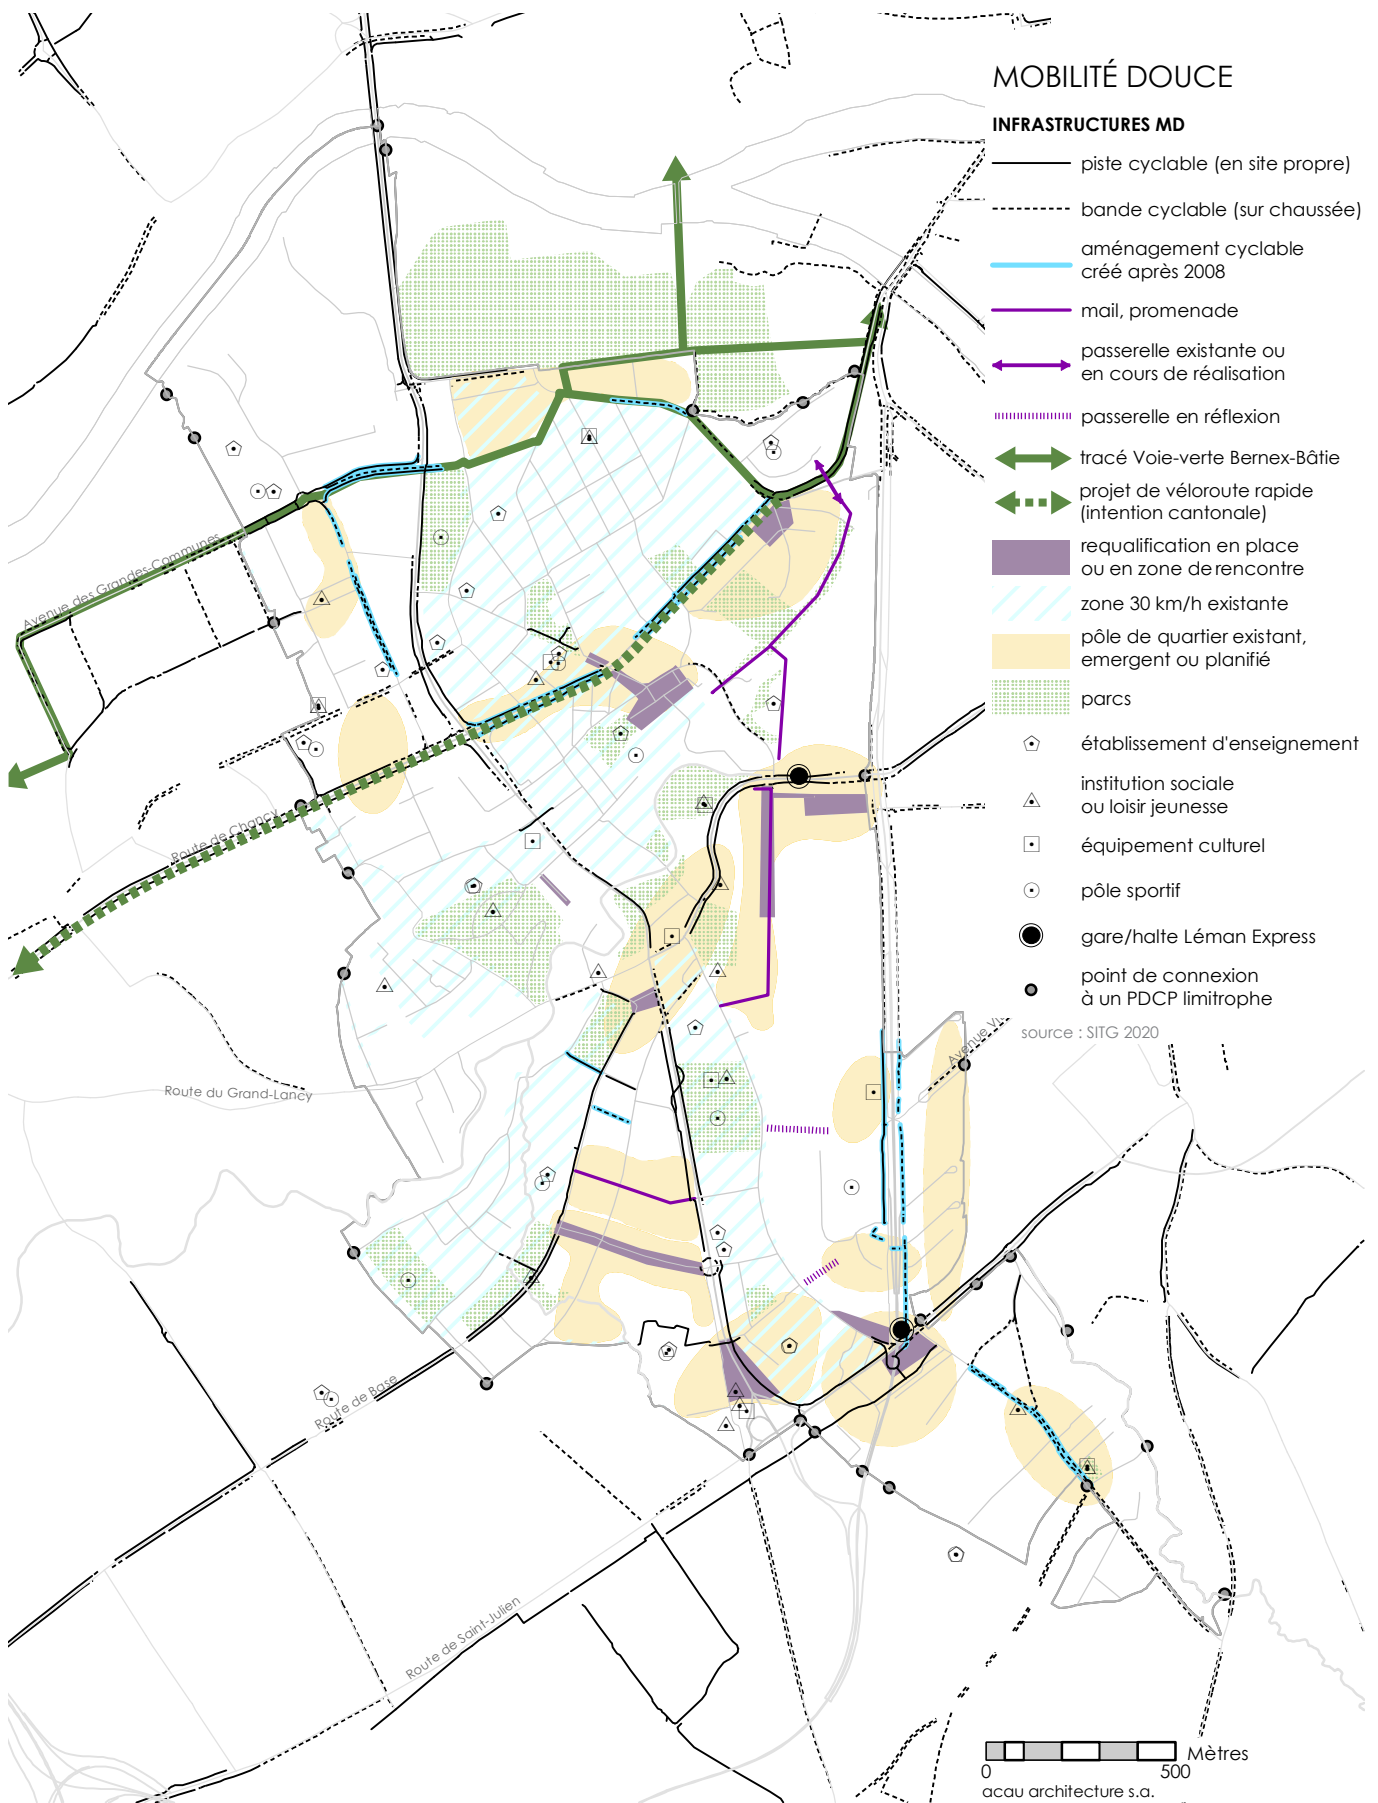 MOBILITÉ DOUCE
INFRASTRUCTURES MD
piste cyclable (en site propre)
bande cyclable (sur chaussée)
aménagement cyclable
créé après 2008
mail, promenade
passerelle existante ou
en cours de réalisation
passerelle en réflexion
tracé Voie-verte Bernex-Bâtie
projet de véloroute rapide
(intention cantonale)
requalification en place
ou en zone de rencontre
zone 30 km/h existante
pôle de quartier existant,
emergent ou planifié
parcs
établissement d'enseignement
institution sociale
ou loisir jeunesse
équipement culturel
pôle sportif
gare/halte Léman Express
point de connexion
à un PDCP limitrophe
source : SITG 2020
Avenue des Grandes-Communes
Route de Chancy
Avenue
Route du Grand-Lancy
Route de Base
Route de Saint-Julien
Mètres
0 500
acau architecture s.a.